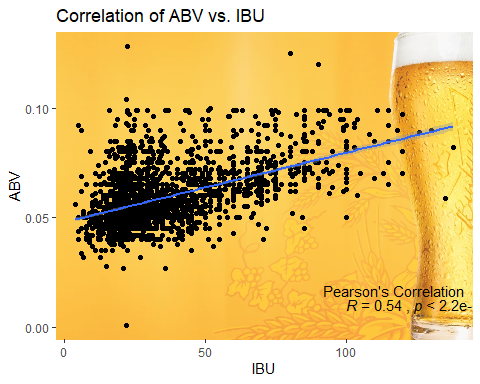 Correlation of ABV vs. IBU
ABV
0.10
0.05
0.00
Pearson's Correlation
R = 0.54 , p < 2.2e-
0
50
100
IBU